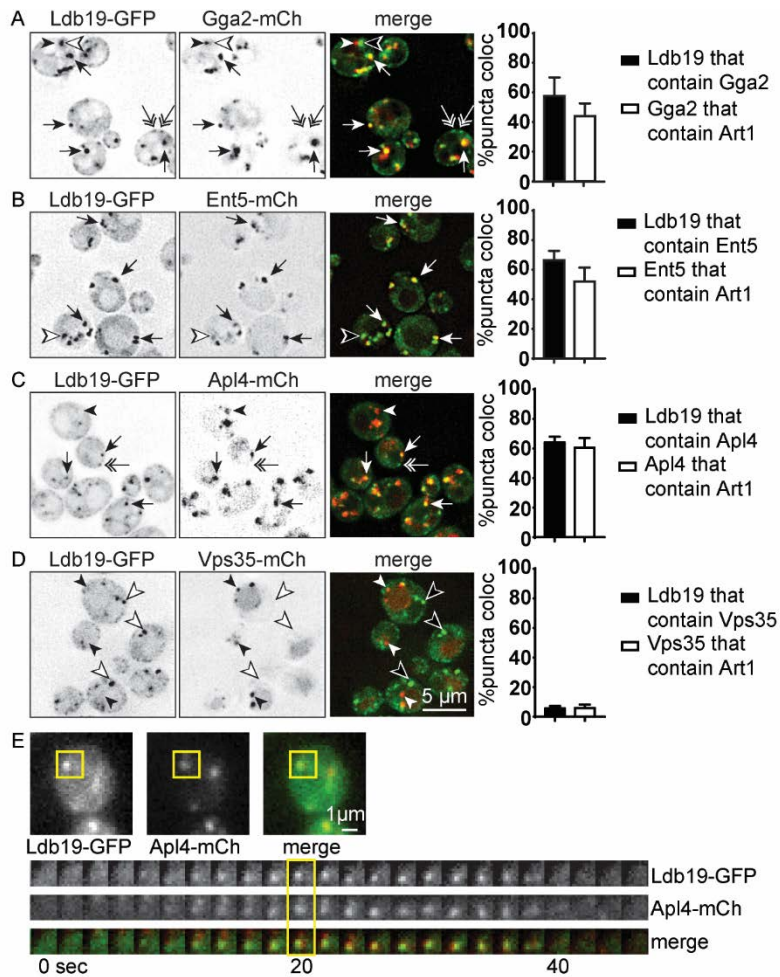 A Ldb19-GFP Gga2-mCh merge
%puncta coloc
100
80
60
40
20
0
Ldb19 that
contain Gga2
Gga2 that
contain Art1
B Ldb19-GFP Ent5-mCh merge
%puncta coloc
100
80
60
40
20
0
Ldb19 that
contain Ent5
Ent5 that
contain Art1
C Ldb19-GFP Apl4-mCh merge
%puncta coloc
100
80
60
40
20
0
Ldb19 that
contain Apl4
Apl4 that
contain Art1
D Ldb19-GFP Vps35-mCh merge
5 µm
%puncta coloc
100
80
60
40
20
0
Ldb19 that
contain Vps35
Vps35 that
contain Art1
E
1µm
Ldb19-GFP Apl4-mCh merge
Ldb19-GFP
Apl4-mCh
merge
0 sec 20 40